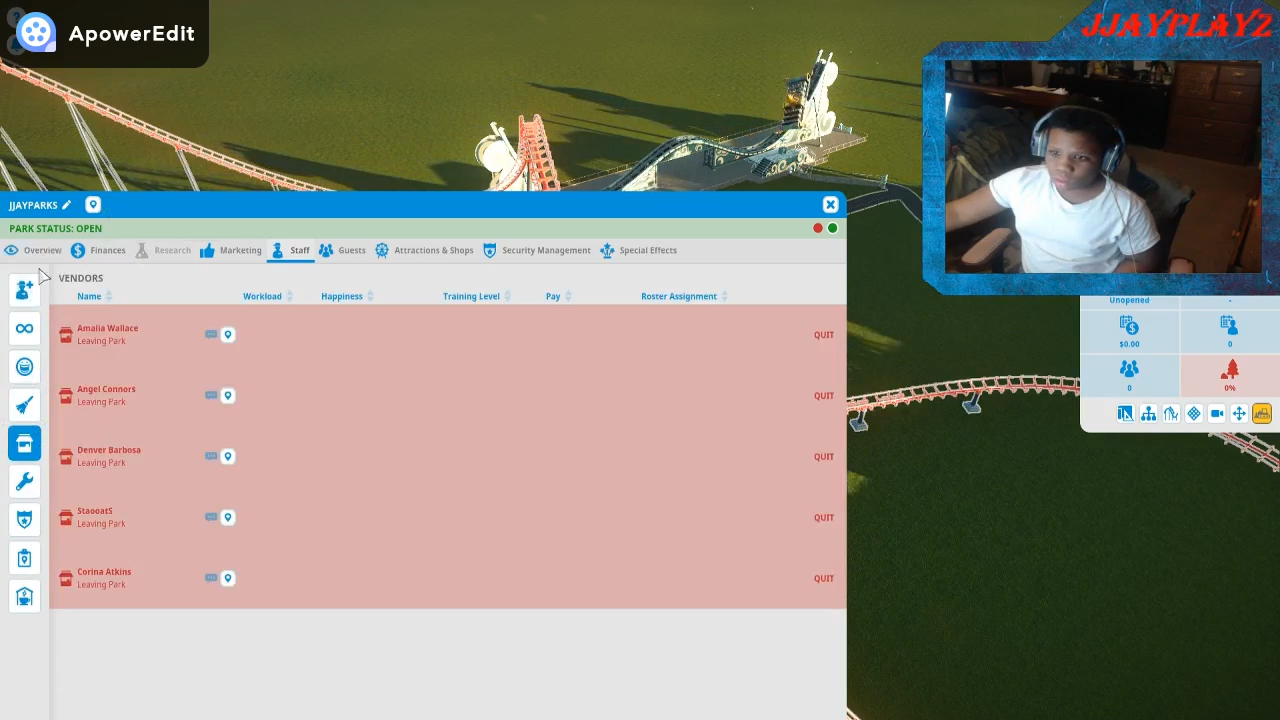 ApowerEdit
JJAYPLAYZ
JJAYPARKS
PARK STATUS: OPEN
Overview Finances Research Marketing Staff Guests Attractions & Shops Security Management Special Effects
VENDORS
Name Workload Happiness Training Level Pay Roster Assignment
Amalia Wallace
Leaving Park
QUIT
Angel Connors
Leaving Park
QUIT
Denver Barbosa
Leaving Park
QUIT
StaooatS
Leaving Park
QUIT
Corina Atkins
Leaving Park
QUIT
Unopened -
$0.00 0
0 0%